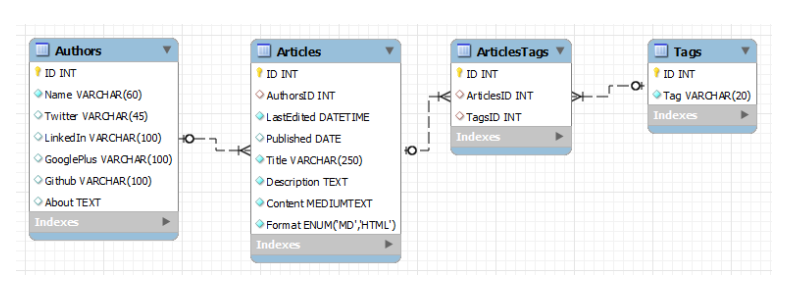 Authors
ID INT
Name VARCHAR(60)
Twitter VARCHAR(45)
LinkedIn VARCHAR(100)
GooglePlus VARCHAR(100)
Github VARCHAR(100)
About TEXT
Indexes
Articles
ID INT
AuthorsID INT
LastEdited DATETIME
Published DATE
Title VARCHAR(250)
Description TEXT
Content MEDIUMTEXT
Format ENUM('MD','HTML')
Indexes
ArticlesTags
ID INT
ArticlesID INT
TagsID INT
Indexes
Tags
ID INT
Tag VARCHAR(20)
Indexes